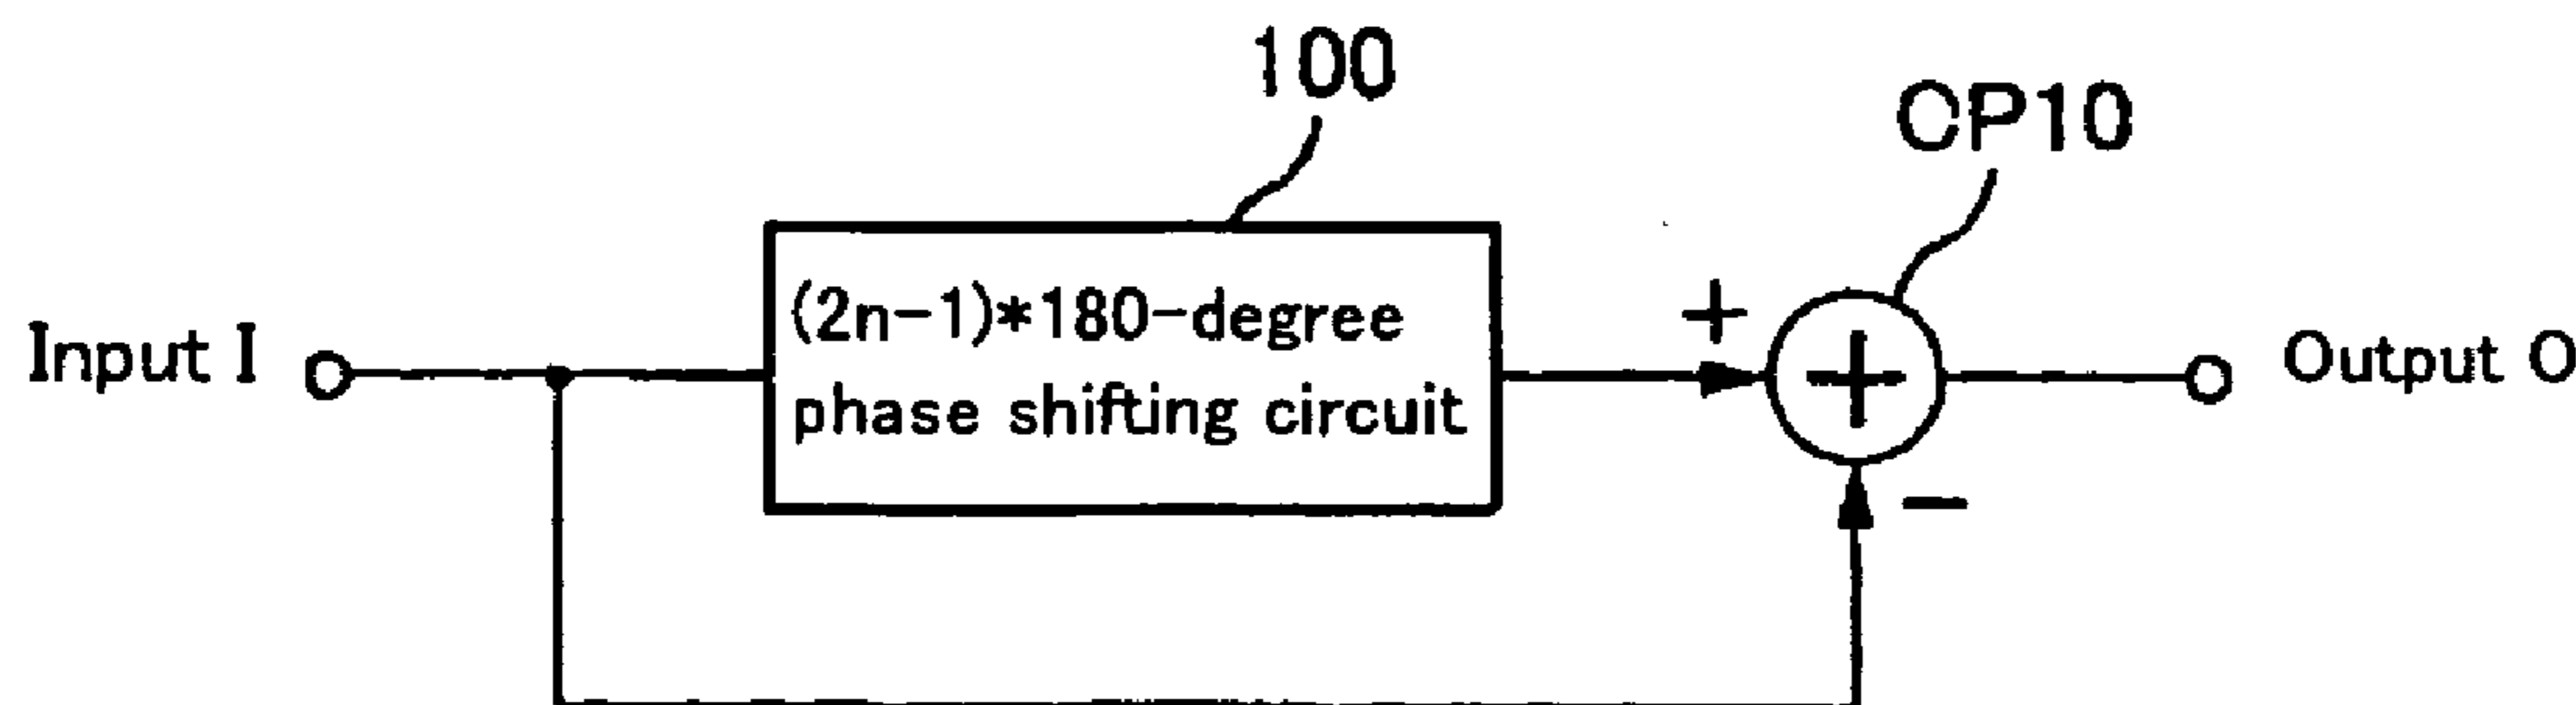 100
CP10
(2n-1)*180-degree
phase shifting circuit
+
Input I
+
Output O
−